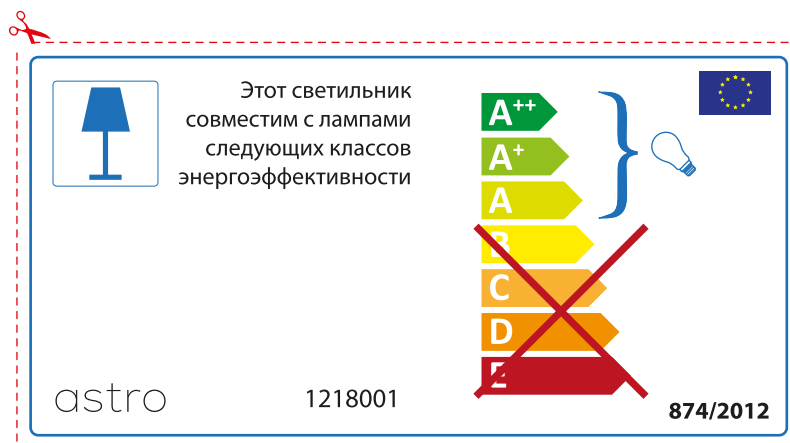 Этот светильник
совместим с лампами
следующих классов
энергоэффективности
A++
A+
A
B
C
D
E
astro
1218001
874/2012